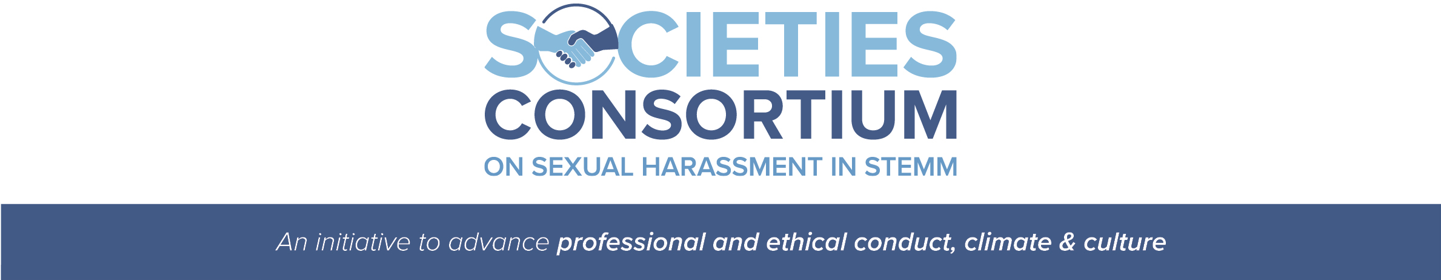 SOCIETIES
CONSORTIUM
ON SEXUAL HARASSMENT IN STEMM
An initiative to advance professional and ethical conduct, climate & culture